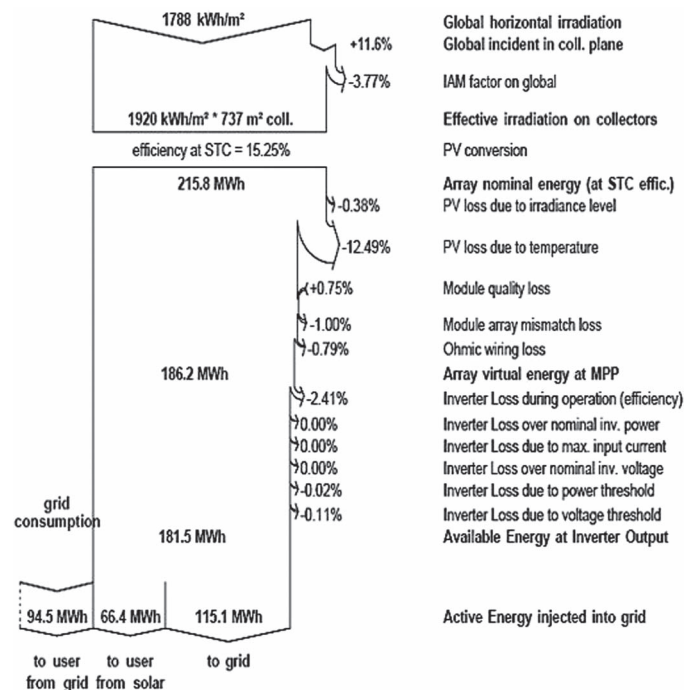 1788 kWh/m² Global horizontal irradiation
+11.6% Global incident in coll. plane
-3.77% IAM factor on global
1920 kWh/m² * 737 m² coll. Effective irradiation on collectors
efficiency at STC = 15.25% PV conversion
215.8 MWh Array nominal energy (at STC effic.)
-0.38% PV loss due to irradiance level
-12.49% PV loss due to temperature
+0.75% Module quality loss
-1.00% Module array mismatch loss
-0.79% Ohmic wiring loss
186.2 MWh Array virtual energy at MPP
-2.41% Inverter Loss during operation (efficiency)
0.00% Inverter Loss over nominal inv. power
0.00% Inverter Loss due to max. input current
0.00% Inverter Loss over nominal inv. voltage
-0.02% Inverter Loss due to power threshold
grid
consumption
-0.11% Inverter Loss due to voltage threshold
181.5 MWh Available Energy at Inverter Output
94.5 MWh 66.4 MWh 115.1 MWh Active Energy injected into grid
to user to user to grid
from grid from solar